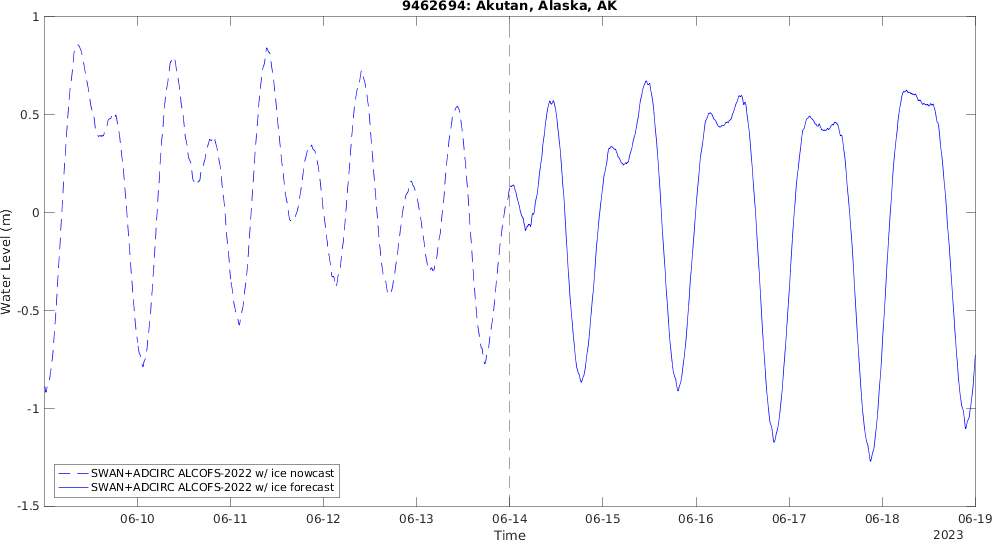 9462694: Akutan, Alaska, AK
1
0.5
0
-0.5
-1
-1.5
Water Level (m)
SWAN+ADCIRC ALCOFS-2022 w/ ice nowcast
SWAN+ADCIRC ALCOFS-2022 w/ ice forecast
06-10 06-11 06-12 06-13 06-14 06-15 06-16 06-17 06-18 06-19
Time
2023